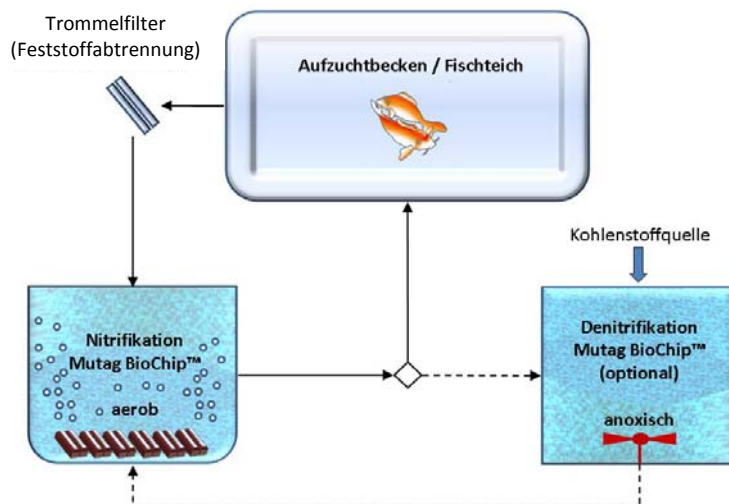 Trommelfilter
(Feststoffabtrennung)
Aufzuchtbecken / Fischteich
Kohlenstoffquelle
Nitrifikation
Mutag BioChip™
aerob
Denitrifikation
Mutag BioChip™
(optional)
anoxisch